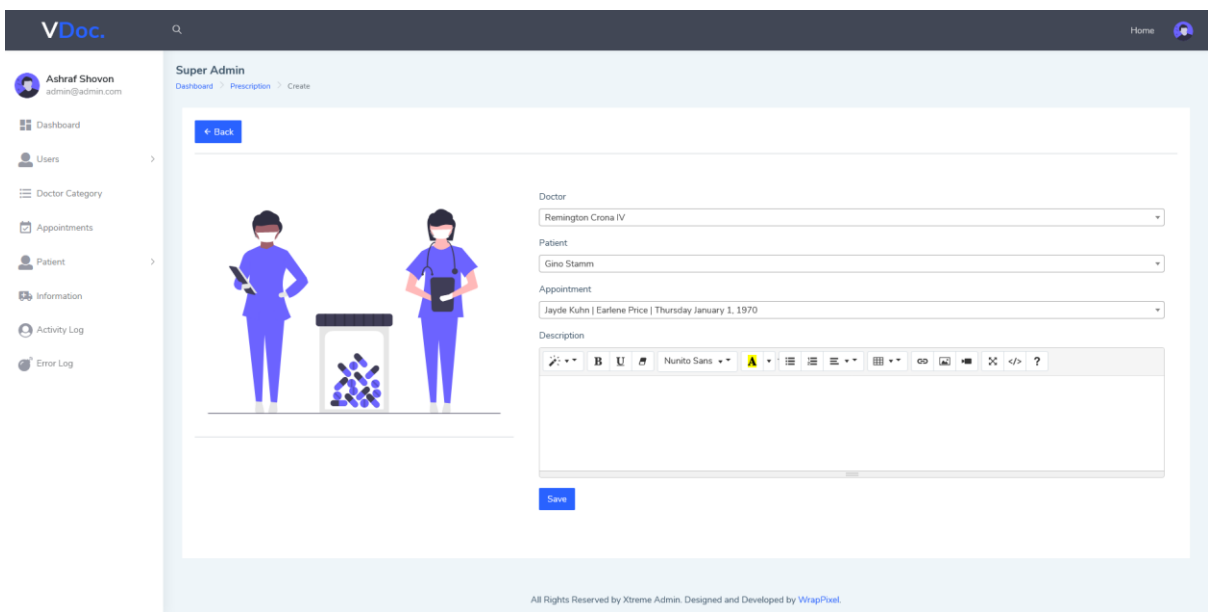 VDoc.
Home
Ashraf Shovon
admin@admin.com
Dashboard
Users
Doctor Category
Appointments
Patient
Information
Activity Log
Error Log
Super Admin
Dashboard > Prescription > Create
← Back
Doctor
Remington Crona IV
Patient
Gino Stamm
Appointment
Jayde Kuhn | Earlene Price | Thursday January 1, 1970
Description
B U Nunito Sans A </> ?
Save
All Rights Reserved by Xtreme Admin. Designed and Developed by WrapPixel.